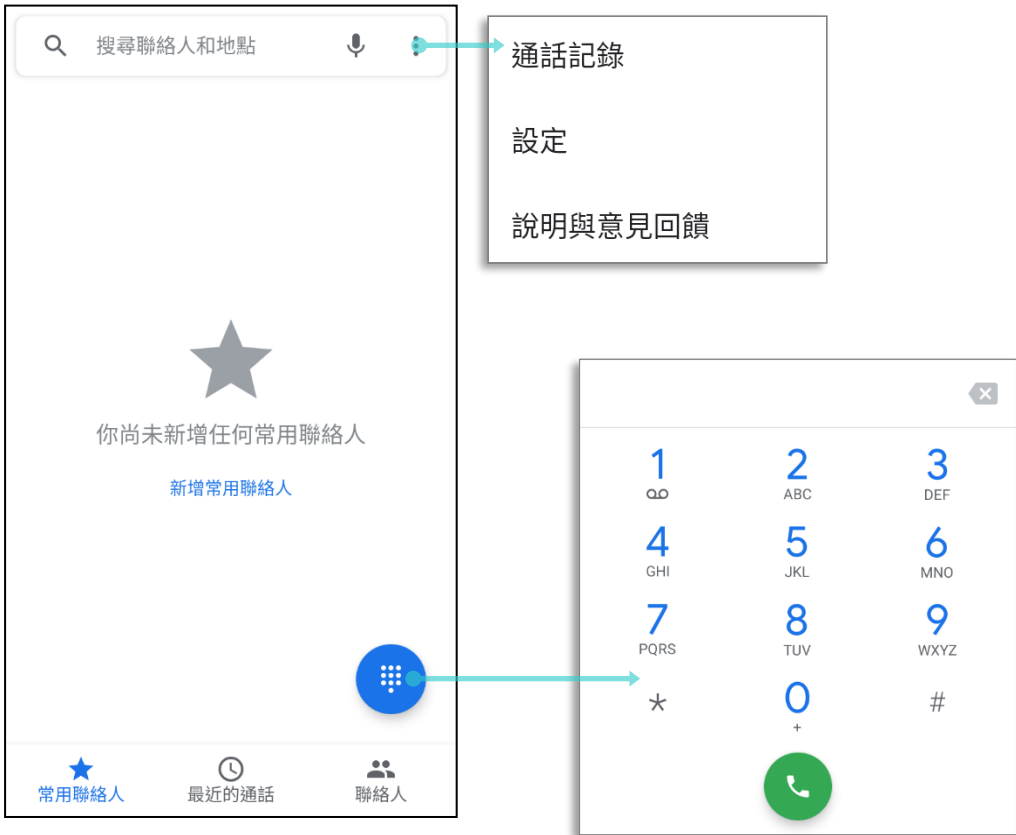 搜尋聯絡人和地點
通話記錄
設定
說明與意見回饋
你尚未新增任何常用聯絡人
新增常用聯絡人
常用聯絡人 最近的通話 聯絡人
1 2 3
ABC DEF
4 5 6
GHI JKL MNO
7 8 9
PQRS TUV WXYZ
* 0 #
+